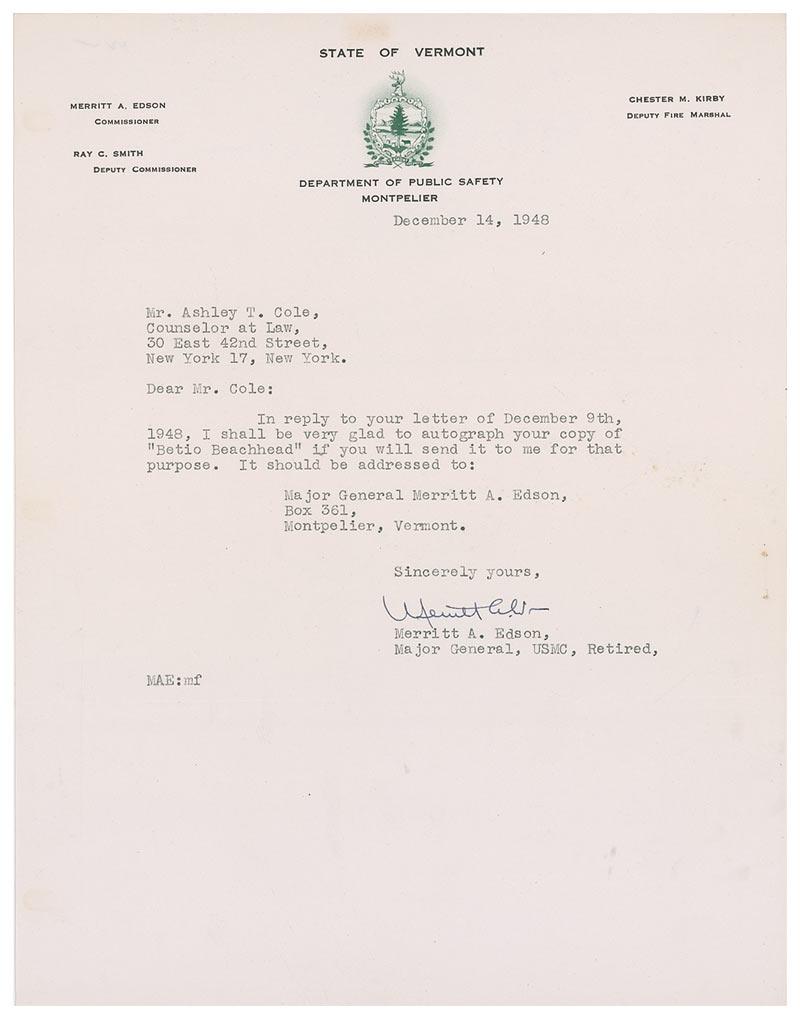 STATE OF VERMONT
MERRITT A. EDSON
COMMISSIONER
RAY C. SMITH
DEPUTY COMMISSIONER
CHESTER M. KIRBY
DEPUTY FIRE MARSHAL
DEPARTMENT OF PUBLIC SAFETY
MONTPELIER
December 14, 1948
Mr. Ashley T. Cole,
Counselor at Law,
30 East 42nd Street,
New York 17, New York.
Dear Mr. Cole:
In reply to your letter of December 9th,
1948, I shall be very glad to autograph your copy of
"Betio Beachhead" if you will send it to me for that
purpose. It should be addressed to:
Major General Merritt A. Edson,
Box 361,
Montpelier, Vermont.
Sincerely yours,
Merritt A. Edson
Merritt A. Edson,
Major General, USMC, Retired,
MAE:mf